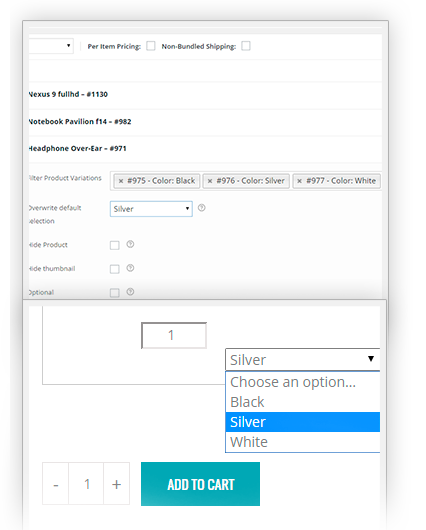 Per Item Pricing: Non-Bundled Shipping:
Nexus 9 fullhd – #1130
Notebook Pavilion f14 – #982
Headphone Over-Ear – #971
Filter Product Variations × #975 - Color: Black × #976 - Color: Silver × #977 - Color: White
Overwrite default selection Silver ?
Hide Product ?
Hide thumbnail ?
Optional ?
1
Silver
Choose an option...
Black
Silver
White
- 1 + ADD TO CART